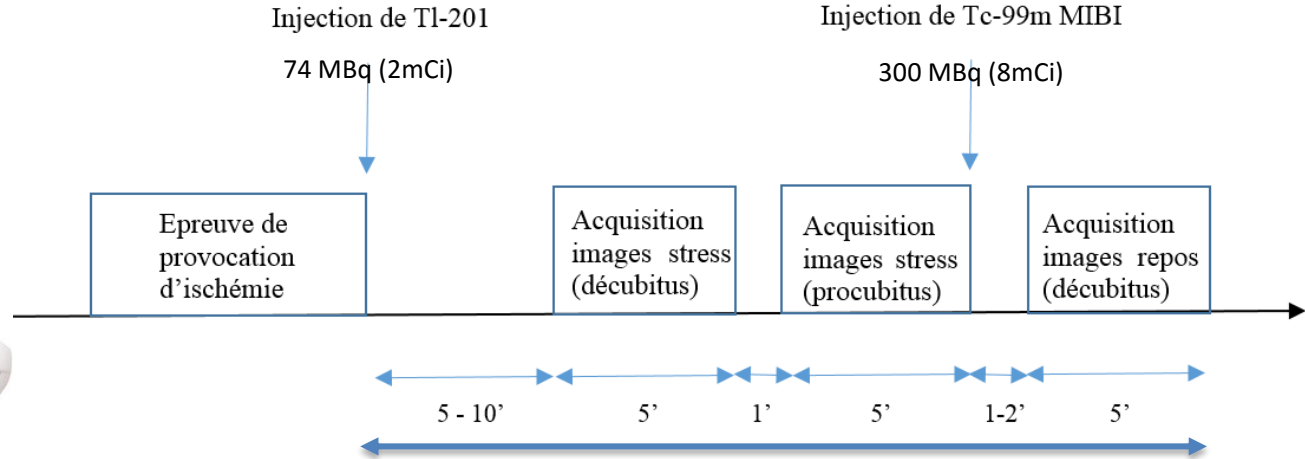 Injection de Tl-201
74 MBq (2mCi)
Injection de Tc-99m MIBI
300 MBq (8mCi)
Epreuve de
provocation
d'ischémie
Acquisition
images stress
(décubitus)
Acquisition
images stress
(procubitus)
Acquisition
images repos
(décubitus)
5 - 10’
5’
1’
5’
1-2’
5’